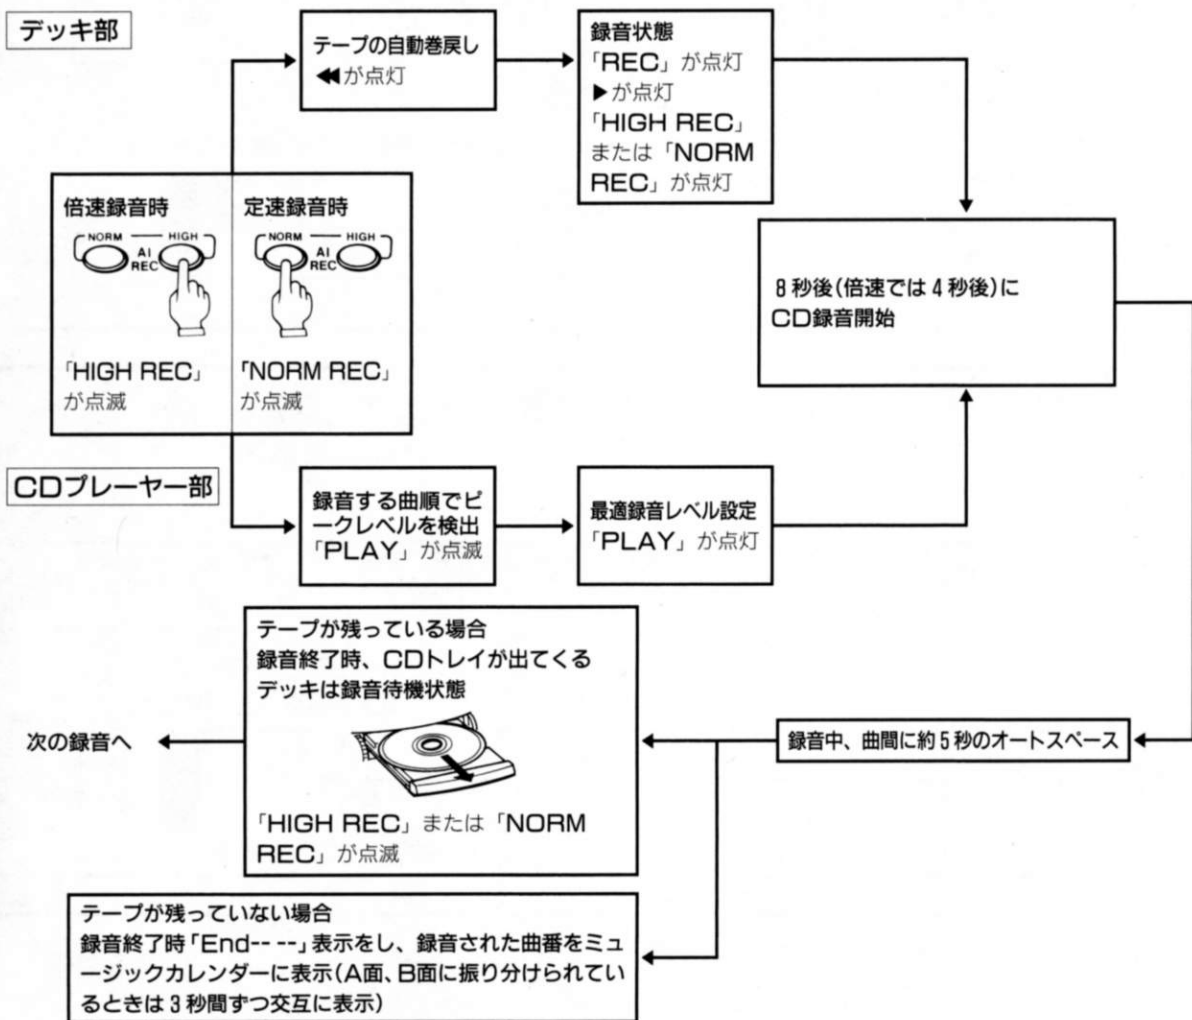 デッキ部
テープの自動巻戻し
◀◀が点灯
録音状態
「REC」が点灯
▶が点灯
「HIGH REC」
または「NORM
REC」が点灯
倍速録音時
NORM
HIGH
AI
REC
「HIGH REC」
が点滅
定速録音時
NORM
HIGH
AI
REC
「NORM REC」
が点滅
8秒後(倍速では4秒後)に
CD録音開始
CDプレーヤー部
録音する曲順でピ
ークレベルを検出
「PLAY」が点滅
最適録音レベル設定
「PLAY」が点灯
録音中、曲間に約5秒のオートスペース
テープが残っている場合
録音終了時、CDトレイが出てくる
デッキは録音待機状態
「HIGH REC」または「NORM
REC」が点滅
次の録音へ
テープが残っていない場合
録音終了時「End-- --」表示をし、録音された曲番をミュ
ージックカレンダーに表示(A面、B面に振り分けられてい
るときは3秒間ずつ交互に表示)